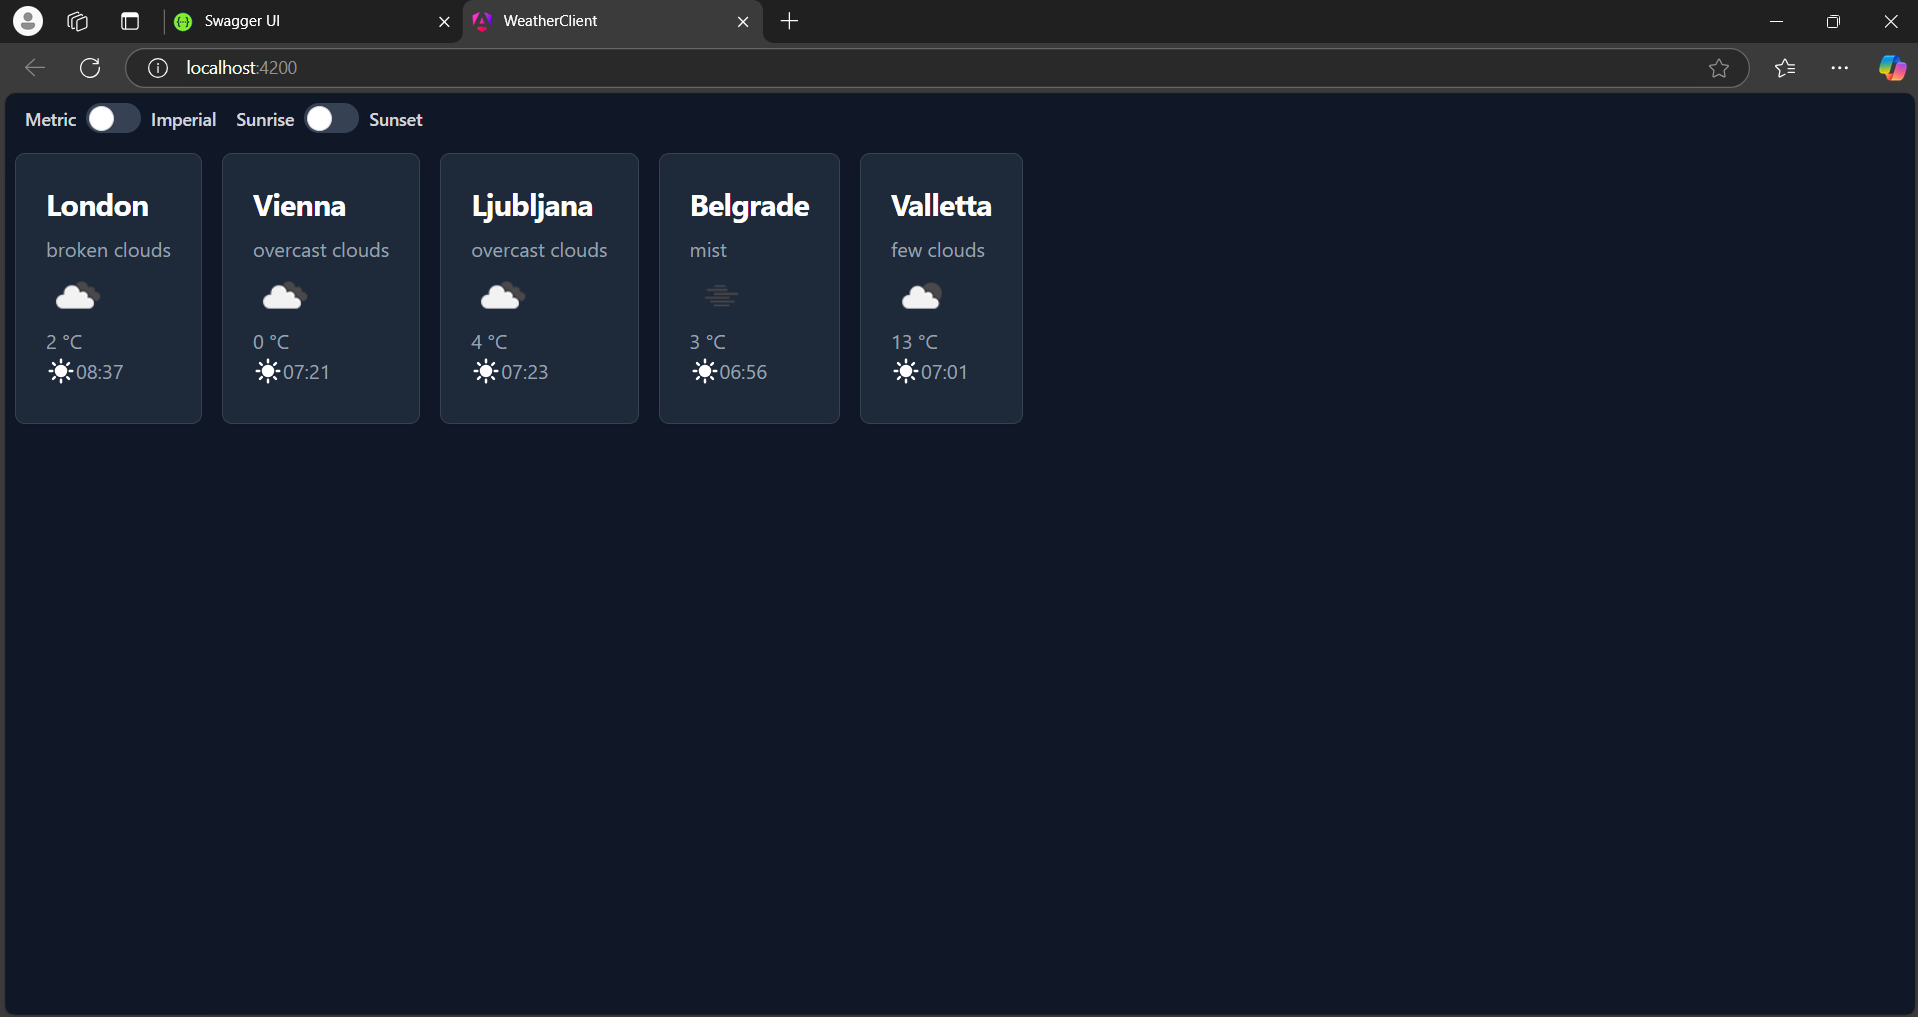 Swagger UI
WeatherClient
localhost:4200
Metric Imperial Sunrise Sunset
London
broken clouds
2 °C
08:37
Vienna
overcast clouds
0 °C
07:21
Ljubljana
overcast clouds
4 °C
07:23
Belgrade
mist
3 °C
06:56
Valletta
few clouds
13 °C
07:01